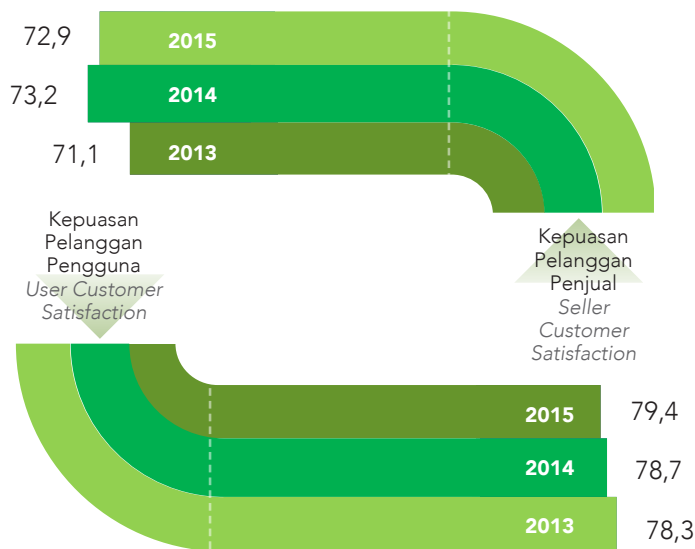 72,9 2015
73,2 2014
71,1 2013
Kepuasan
Pelanggan
Pengguna
User Customer
Satisfaction
Kepuasan
Pelanggan
Penjual
Seller
Customer
Satisfaction
2015 79,4
2014 78,7
2013 78,3